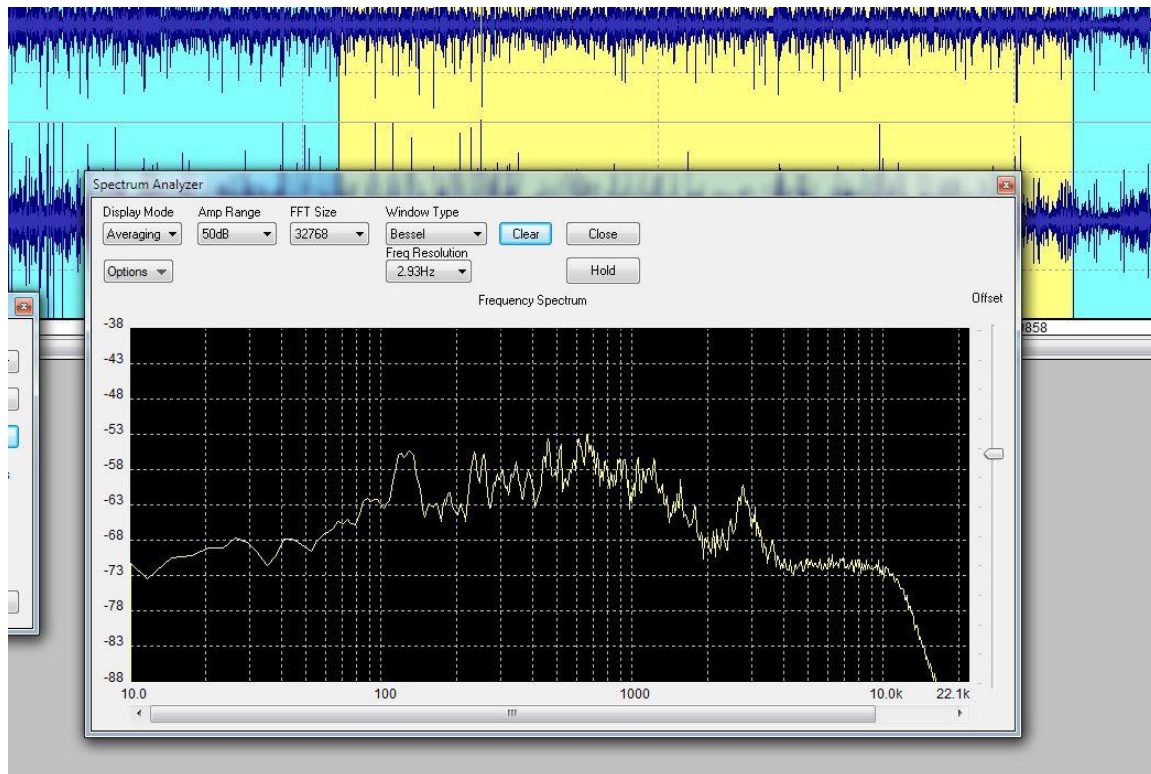 Spectrum Analyzer
Display Mode Amp Range FFT Size Window Type
Averaging 50dB 32768 Bessel Clear Close
Freq Resolution
Options 2.93Hz Hold
Frequency Spectrum Offset
-38
9858
-43
-48
-53
-58
-63
-68
-73
-78
-83
-88
10.0 100 1000 10.0k 22.1k